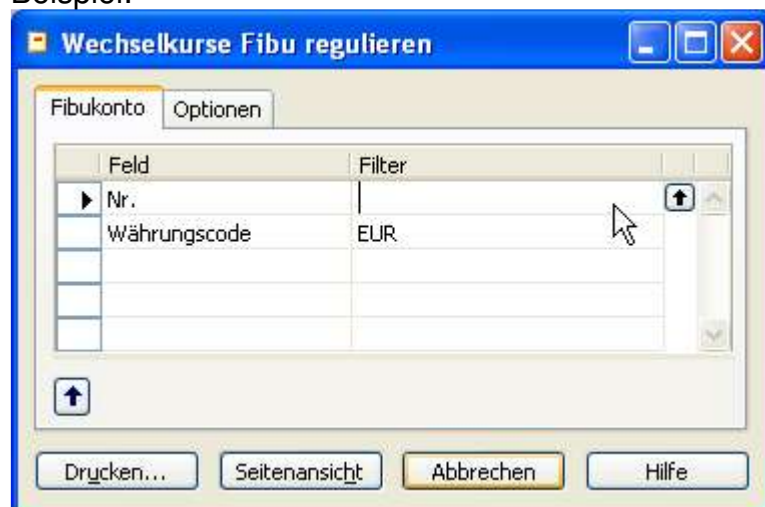 Beispiel:
Wechselkurse Fibu regulieren
Fibukonto Optionen
Feld Filter
Nr.
Währungscode EUR
Drucken... Seitenansicht Abbrechen Hilfe